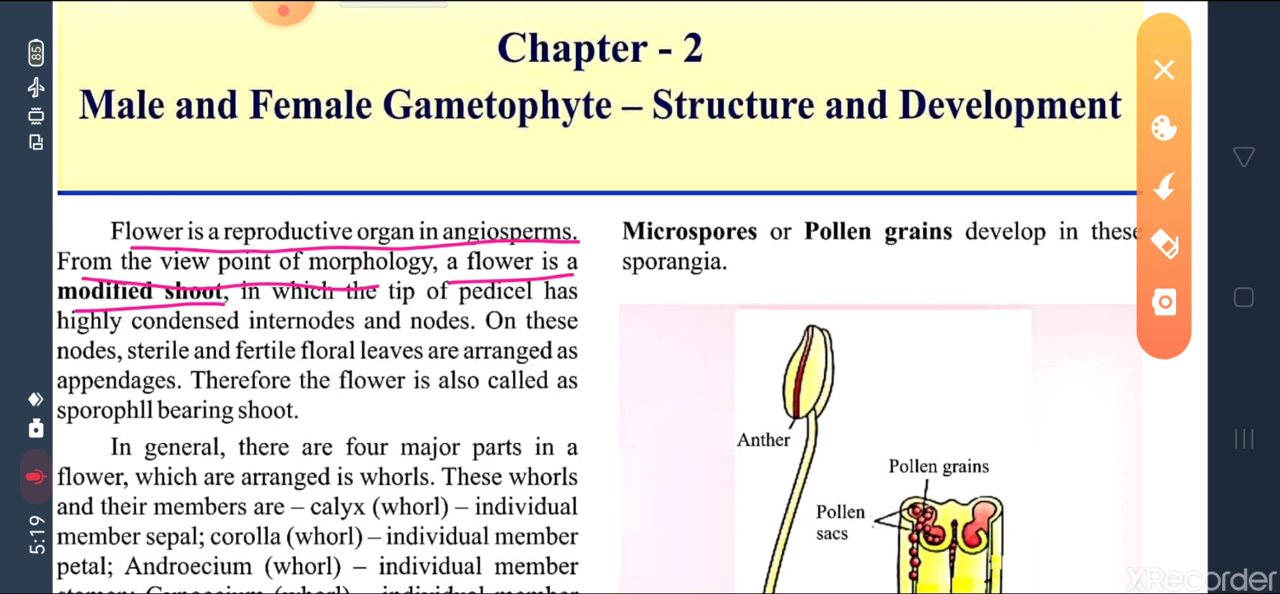 Chapter - 2
Male and Female Gametophyte – Structure and Development
Flower is a reproductive organ in angiosperms.
From the view point of morphology, a flower is a
modified shoot, in which the tip of pedicel has
highly condensed internodes and nodes. On these
nodes, sterile and fertile floral leaves are arranged as
appendages. Therefore the flower is also called as
sporophll bearing shoot.
In general, there are four major parts in a
flower, which are arranged is whorls. These whorls
and their members are – calyx (whorl) – individual
member sepal; corolla (whorl) – individual member
petal; Androecium (whorl) – individual member
Microspores or Pollen grains develop in these
sporangia.
Anther
Pollen grains
Pollen
sacs
85
5:19
XRecorder